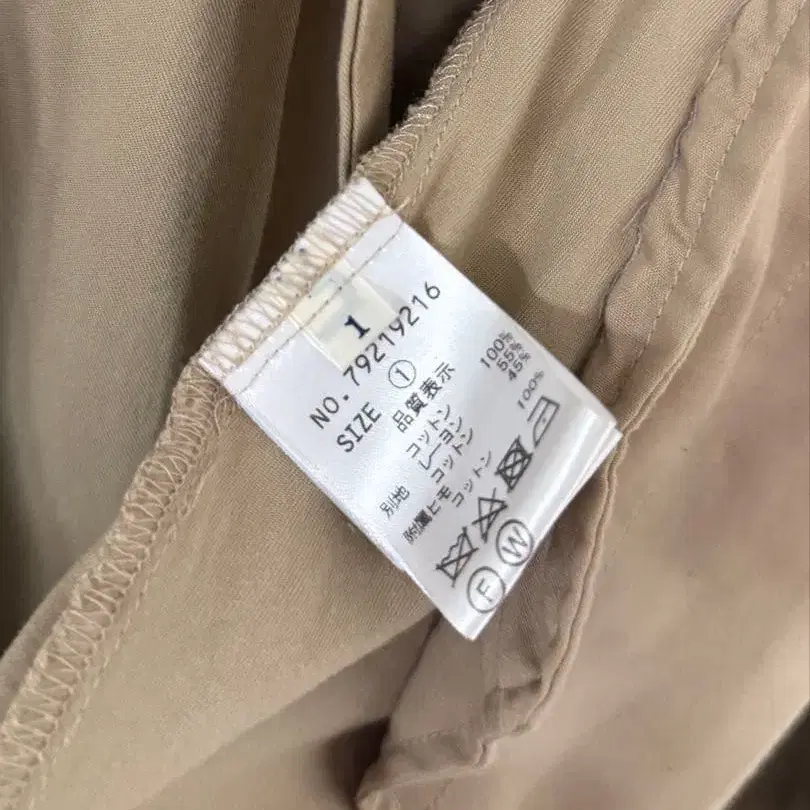 1
NO. 79219216
SIZE ①
品質表示
コットン 100%
別地 レーヨン 55%
コットン 45%
附属ヒモコットン 100%
F W